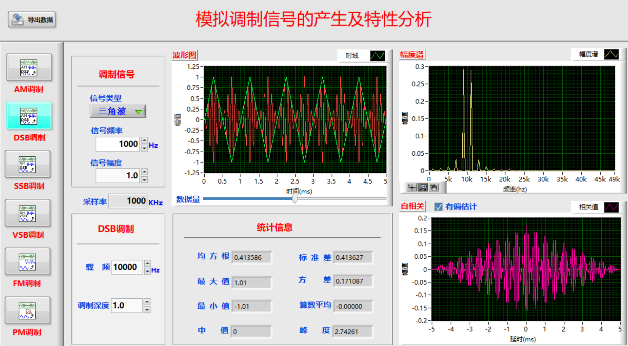 模拟调制信号的产生及特性分析
导出数据
AM调制
DSB调制
SSB调制
VSB调制
FM调制
PM调制
调制信号
信号类型
三角波
信号频率
1000 Hz
信号幅度
1.0
采样率 1000 KHz
DSB调制
载 频 10000 Hz
调制深度 1.0
波形图
时域
幅值
1.25
1
0.75
0.5
0.25
0
-0.25
-0.5
-0.75
-1
-1.25
0 0.5 1 1.5 2 2.5 3 3.5 4 4.5 5
时间(ms)
数据量
统计信息
均 方 根 0.413586
标 准 差 0.413627
最 大 值 1.01
方 差 0.171087
最 小 值 -1.01
算数平均 -0.00000
中 值 0
峰 度 2.74261
幅度谱
幅度谱
幅值
0.3
0.25
0.2
0.15
0.1
0.05
0
0 5k 10k 15k 20k 25k 30k 35k 40k 49k
频率(hr)
自相关
有偏估计
相关值
幅值
0.2
0.15
0.1
0.05
0
-0.05
-0.1
-0.15
-0.2
-5 -4 -3 -2 -1 0 1 2 3 4 5
延时(ms)